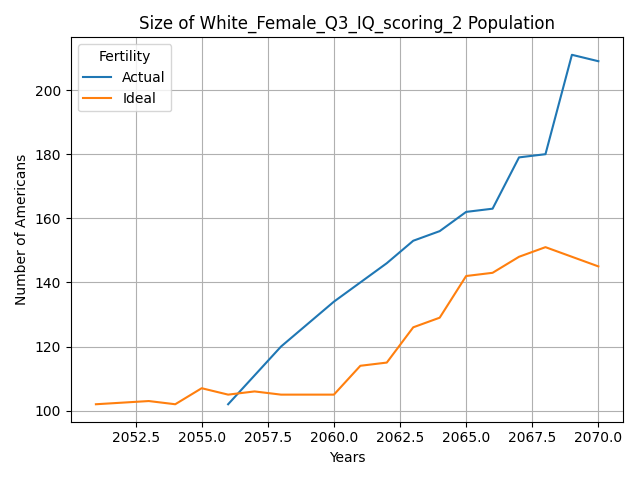 Size of White_Female_Q3_IQ_scoring_2 Population
Fertility
Actual
Ideal
Number of Americans
200
180
160
140
120
100
2052.5 2055.0 2057.5 2060.0 2062.5 2065.0 2067.5 2070.0
Years